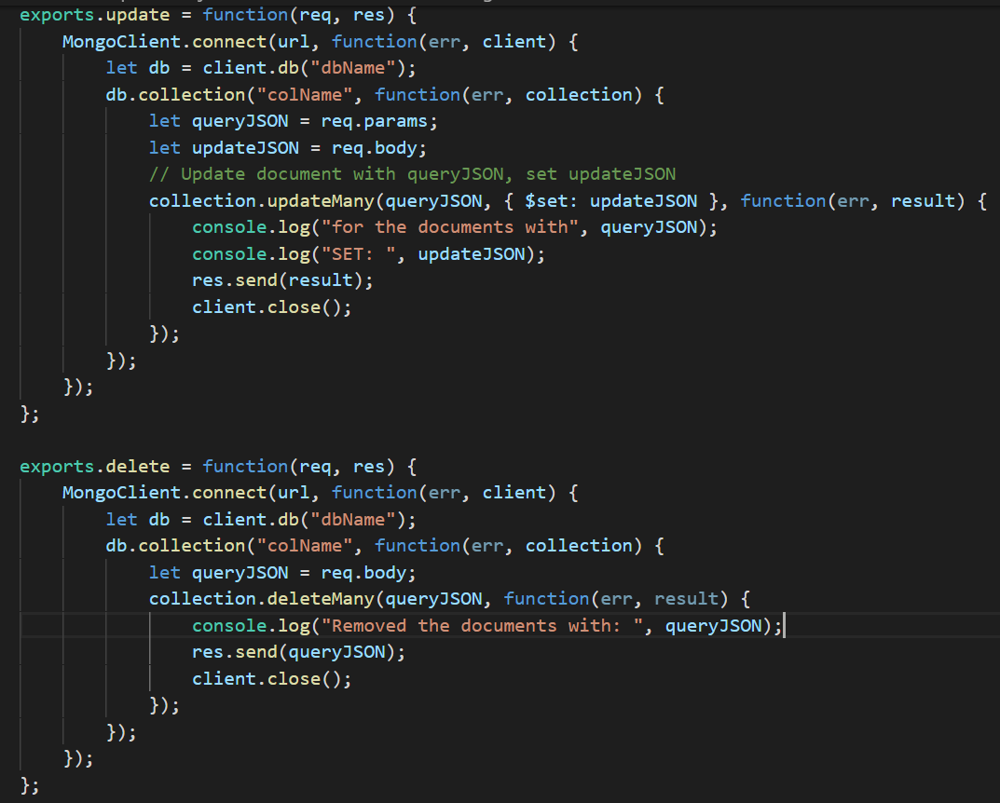 exports.update = function(req, res) {
    MongoClient.connect(url, function(err, client) {
        let db = client.db("dbName");
        db.collection("colName", function(err, collection) {
            let queryJSON = req.params;
            let updateJSON = req.body;
            // Update document with queryJSON, set updateJSON
            collection.updateMany(queryJSON, { $set: updateJSON }, function(err, result) {
                console.log("for the documents with", queryJSON);
                console.log("SET: ", updateJSON);
                res.send(result);
                client.close();
            });
        });
    });
};

exports.delete = function(req, res) {
    MongoClient.connect(url, function(err, client) {
        let db = client.db("dbName");
        db.collection("colName", function(err, collection) {
            let queryJSON = req.body;
            collection.deleteMany(queryJSON, function(err, result) {
                console.log("Removed the documents with: ", queryJSON);
                res.send(queryJSON);
                client.close();
            });
        });
    });
};